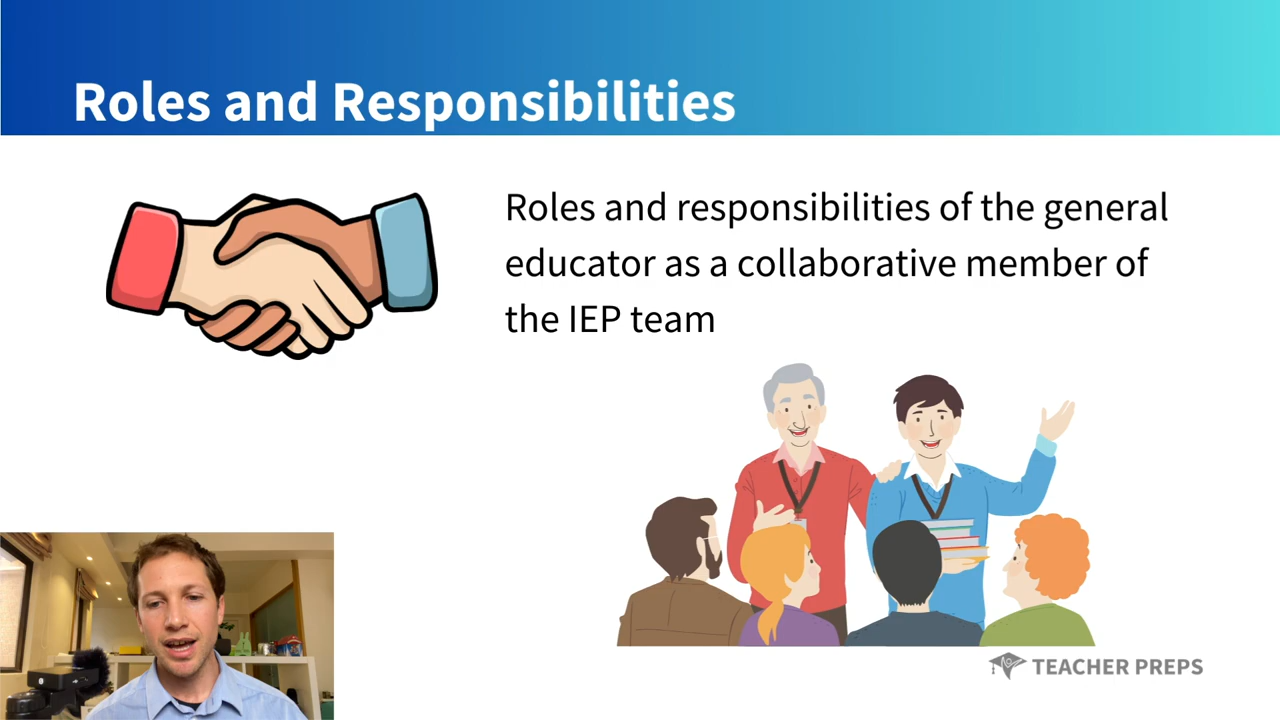 Roles and Responsibilities
Roles and responsibilities of the general
educator as a collaborative member of
the IEP team
TEACHER PREPS